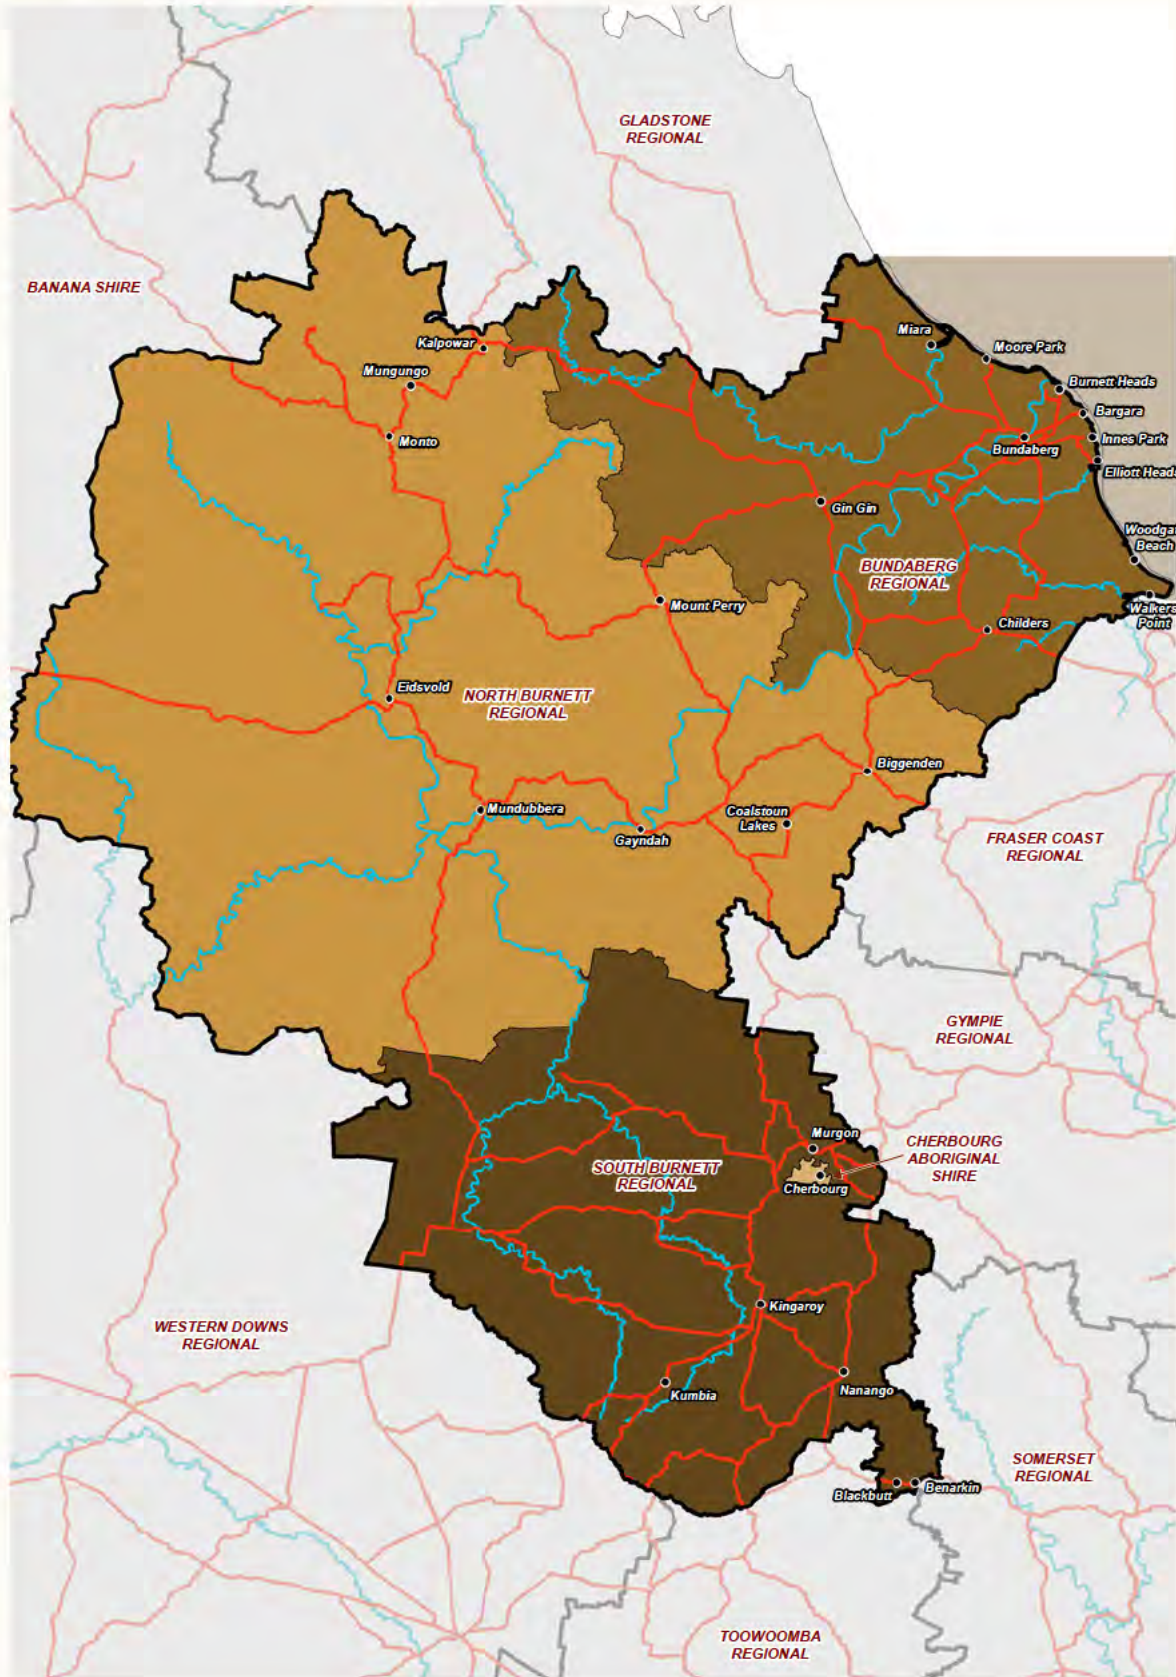 GLADSTONE
REGIONAL
BANANA SHIRE
Miara
Kalpowar
Moore Park
Mungungo
Burnett Heads
Bargara
Monto
Innes Park
Bundaberg
Elliott Heads
Gin Gin
Woodgat
Beach
BUNDABERG
REGIONAL
Mount Perry
Walkers
Point
Childers
Eidsvold
NORTH BURNETT
REGIONAL
Biggenden
Mundubbera
Coalstoun
Lakes
Gayndah
FRASER COAST
REGIONAL
GYMPIE
REGIONAL
Murgon
CHERBOURG
ABORIGINAL
SHIRE
SOUTH BURNETT
REGIONAL
Cherbourg
Kingaroy
WESTERN DOWNS
REGIONAL
Kumbia
Nanango
SOMERSET
REGIONAL
Blackbutt
Benarkin
TOOWOOMBA
REGIONAL